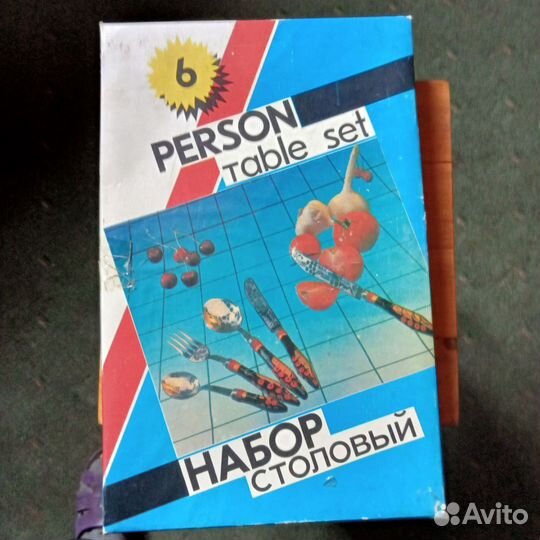 6
PERSON
Table set
НАБОР
СТОЛОВЫЙ
Avito